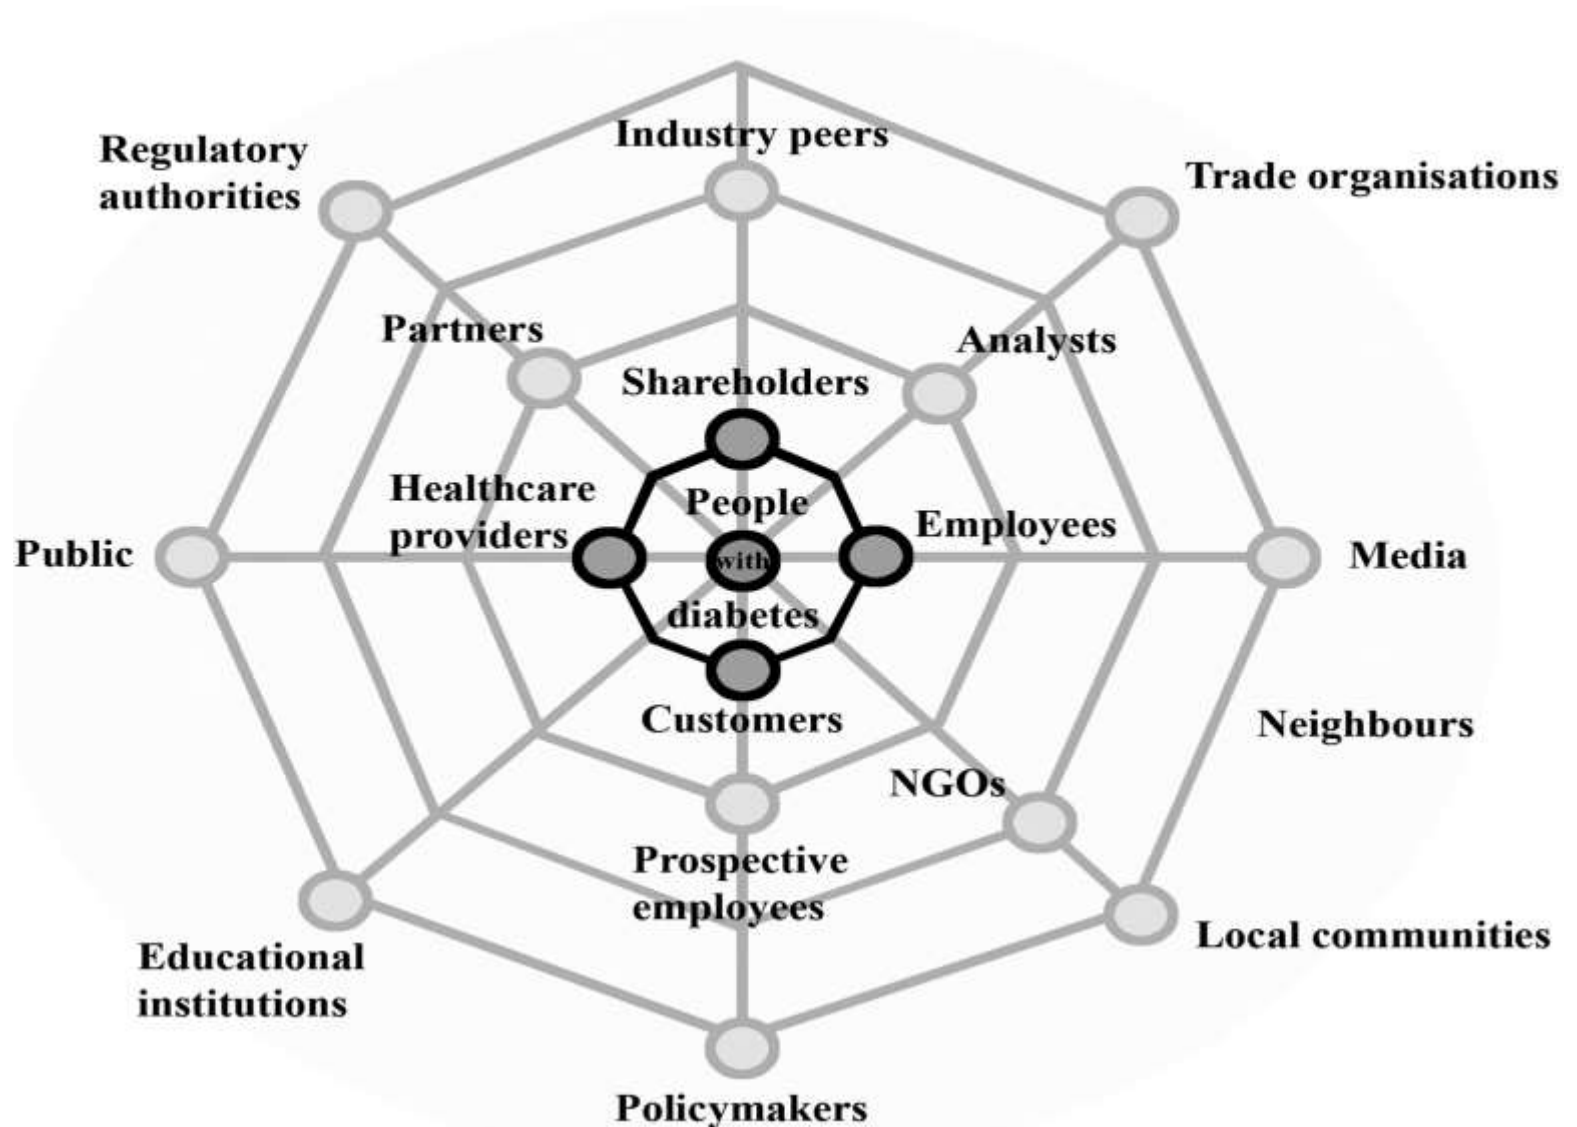 Industry peers
Regulatory
authorities
Trade organisations
Partners
Analysts
Shareholders
Healthcare
providers
People
with
diabetes
Employees
Public
Media
Customers
Neighbours
NGOs
Prospective
employees
Local communities
Educational
institutions
Policymakers